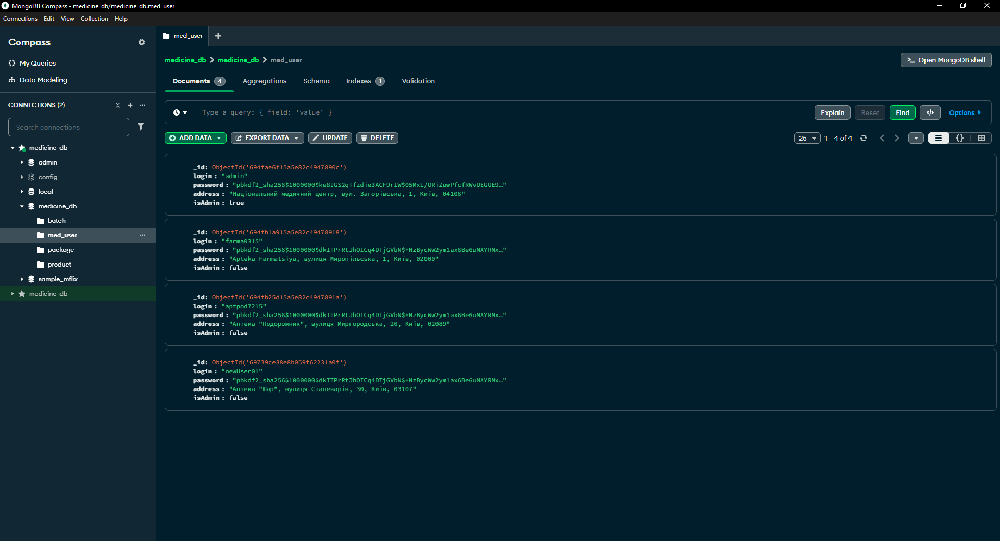 MongoDB Compass - medicine_db/medicine_db.med_user
Connections Edit View Collection Help
Compass
{} My Queries
Data Modeling
CONNECTIONS (2)
Search connections
medicine_db
admin
config
local
medicine_db
batch
med_user
package
product
sample_mflix
medicine_db
med_user
medicine_db > medicine_db > med_user
>_ Open MongoDB shell
Documents 4 Aggregations Schema Indexes 1 Validation
Type a query: { field: 'value' }
Explain Reset Find </> Options
ADD DATA EXPORT DATA UPDATE DELETE
25 1 – 4 of 4 {}
_id: ObjectId('694fae6f15a5e82c4947890c')
login : "admin"
password : "pbkdf2_sha256$1000000$ke8IGS2qTfzdie3ACF9rIW$05MxL/ORiZuwPfcfRWvUEGUE9…"
address : "Національний медичний центр, вул. Загорівська, 1, Київ, 04106"
isAdmin : true
_id: ObjectId('694fb1a915a5e82c49478918')
login : "farma0315"
password : "pbkdf2_sha256$1000000$dkITPrRtJhOICq4DTjGVbN$+NzBycWw2ym1ax6Be6uMAYRMx…"
address : "Apteka Farmatsiya, вулиця Миропільська, 1, Київ, 02000"
isAdmin : false
_id: ObjectId('694fb25d15a5e82c4947891a')
login : "aptpod7215"
password : "pbkdf2_sha256$1000000$dkITPrRtJhOICq4DTjGVbN$+NzBycWw2ym1ax6Be6uMAYRMx…"
address : "Аптека "Подорожник", вулиця Миргородська, 20, Київ, 02089"
isAdmin : false
_id: ObjectId('69739ce38e8b059f62231a0f')
login : "newUser01"
password : "pbkdf2_sha256$1000000$dkITPrRtJhOICq4DTjGVbN$+NzBycWw2ym1ax6Be6uMAYRMx…"
address : "Аптека "Шар", вулиця Сталеварів, 30, Київ, 03107"
isAdmin : false